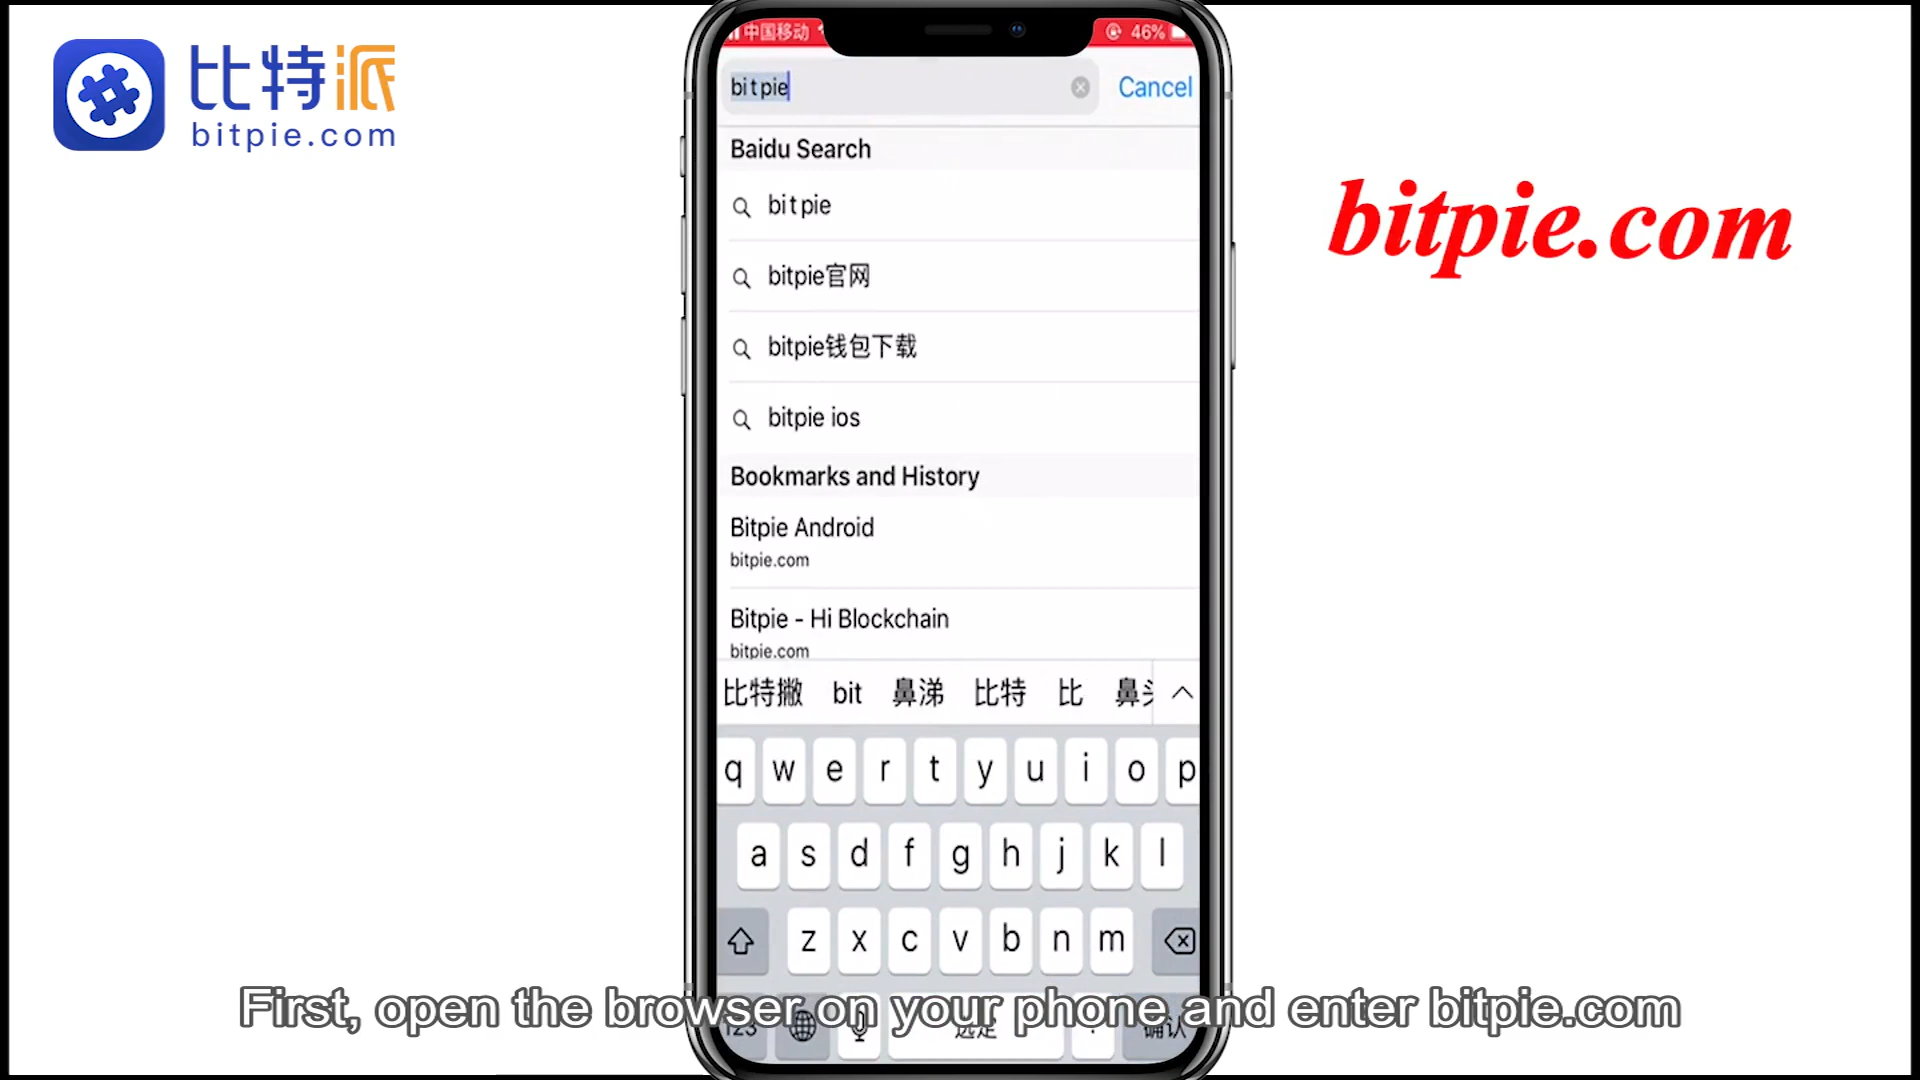 比特派
bitpie.com
中国移动
46%
bitpie
Cancel
Baidu Search
bitpie
bitpie官网
bitpie钱包下载
bitpie ios
Bookmarks and History
Bitpie Android
bitpie.com
Bitpie - Hi Blockchain
bitpie.com
比特撇 bit 鼻涕 比特 比 鼻头
q w e r t y u i o p
a s d f g h j k l
z x c v b n m
123 选定 确认
bitpie.com
First, open the browser on your phone and enter bitpie.com